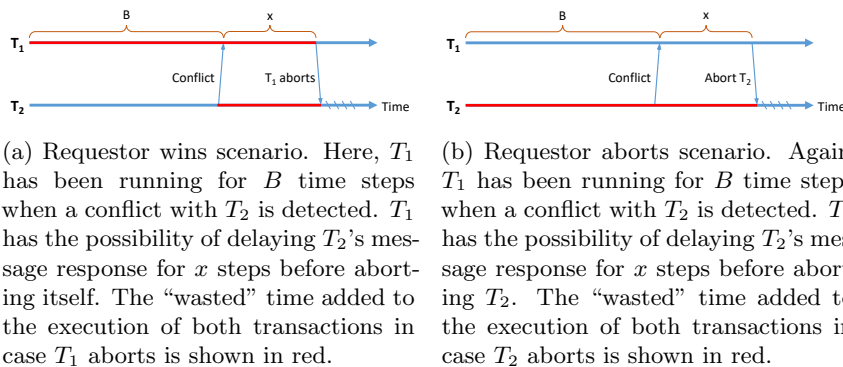 B x
T1
Conflict T1 aborts
T2 Time
B x
T1
Conflict Abort T2
T2 Time
(a) Requestor wins scenario. Here, T1
has been running for B time steps
when a conflict with T2 is detected. T1
has the possibility of delaying T2's mes-
sage response for x steps before abort-
ing itself. The “wasted” time added to
the execution of both transactions in
case T1 aborts is shown in red.
(b) Requestor aborts scenario. Again
T1 has been running for B time step
when a conflict with T2 is detected.
has the possibility of delaying T2's me
sage response for x steps before abort
ing T2. The “wasted” time added
the execution of both transactions in
case T2 aborts is shown in red.